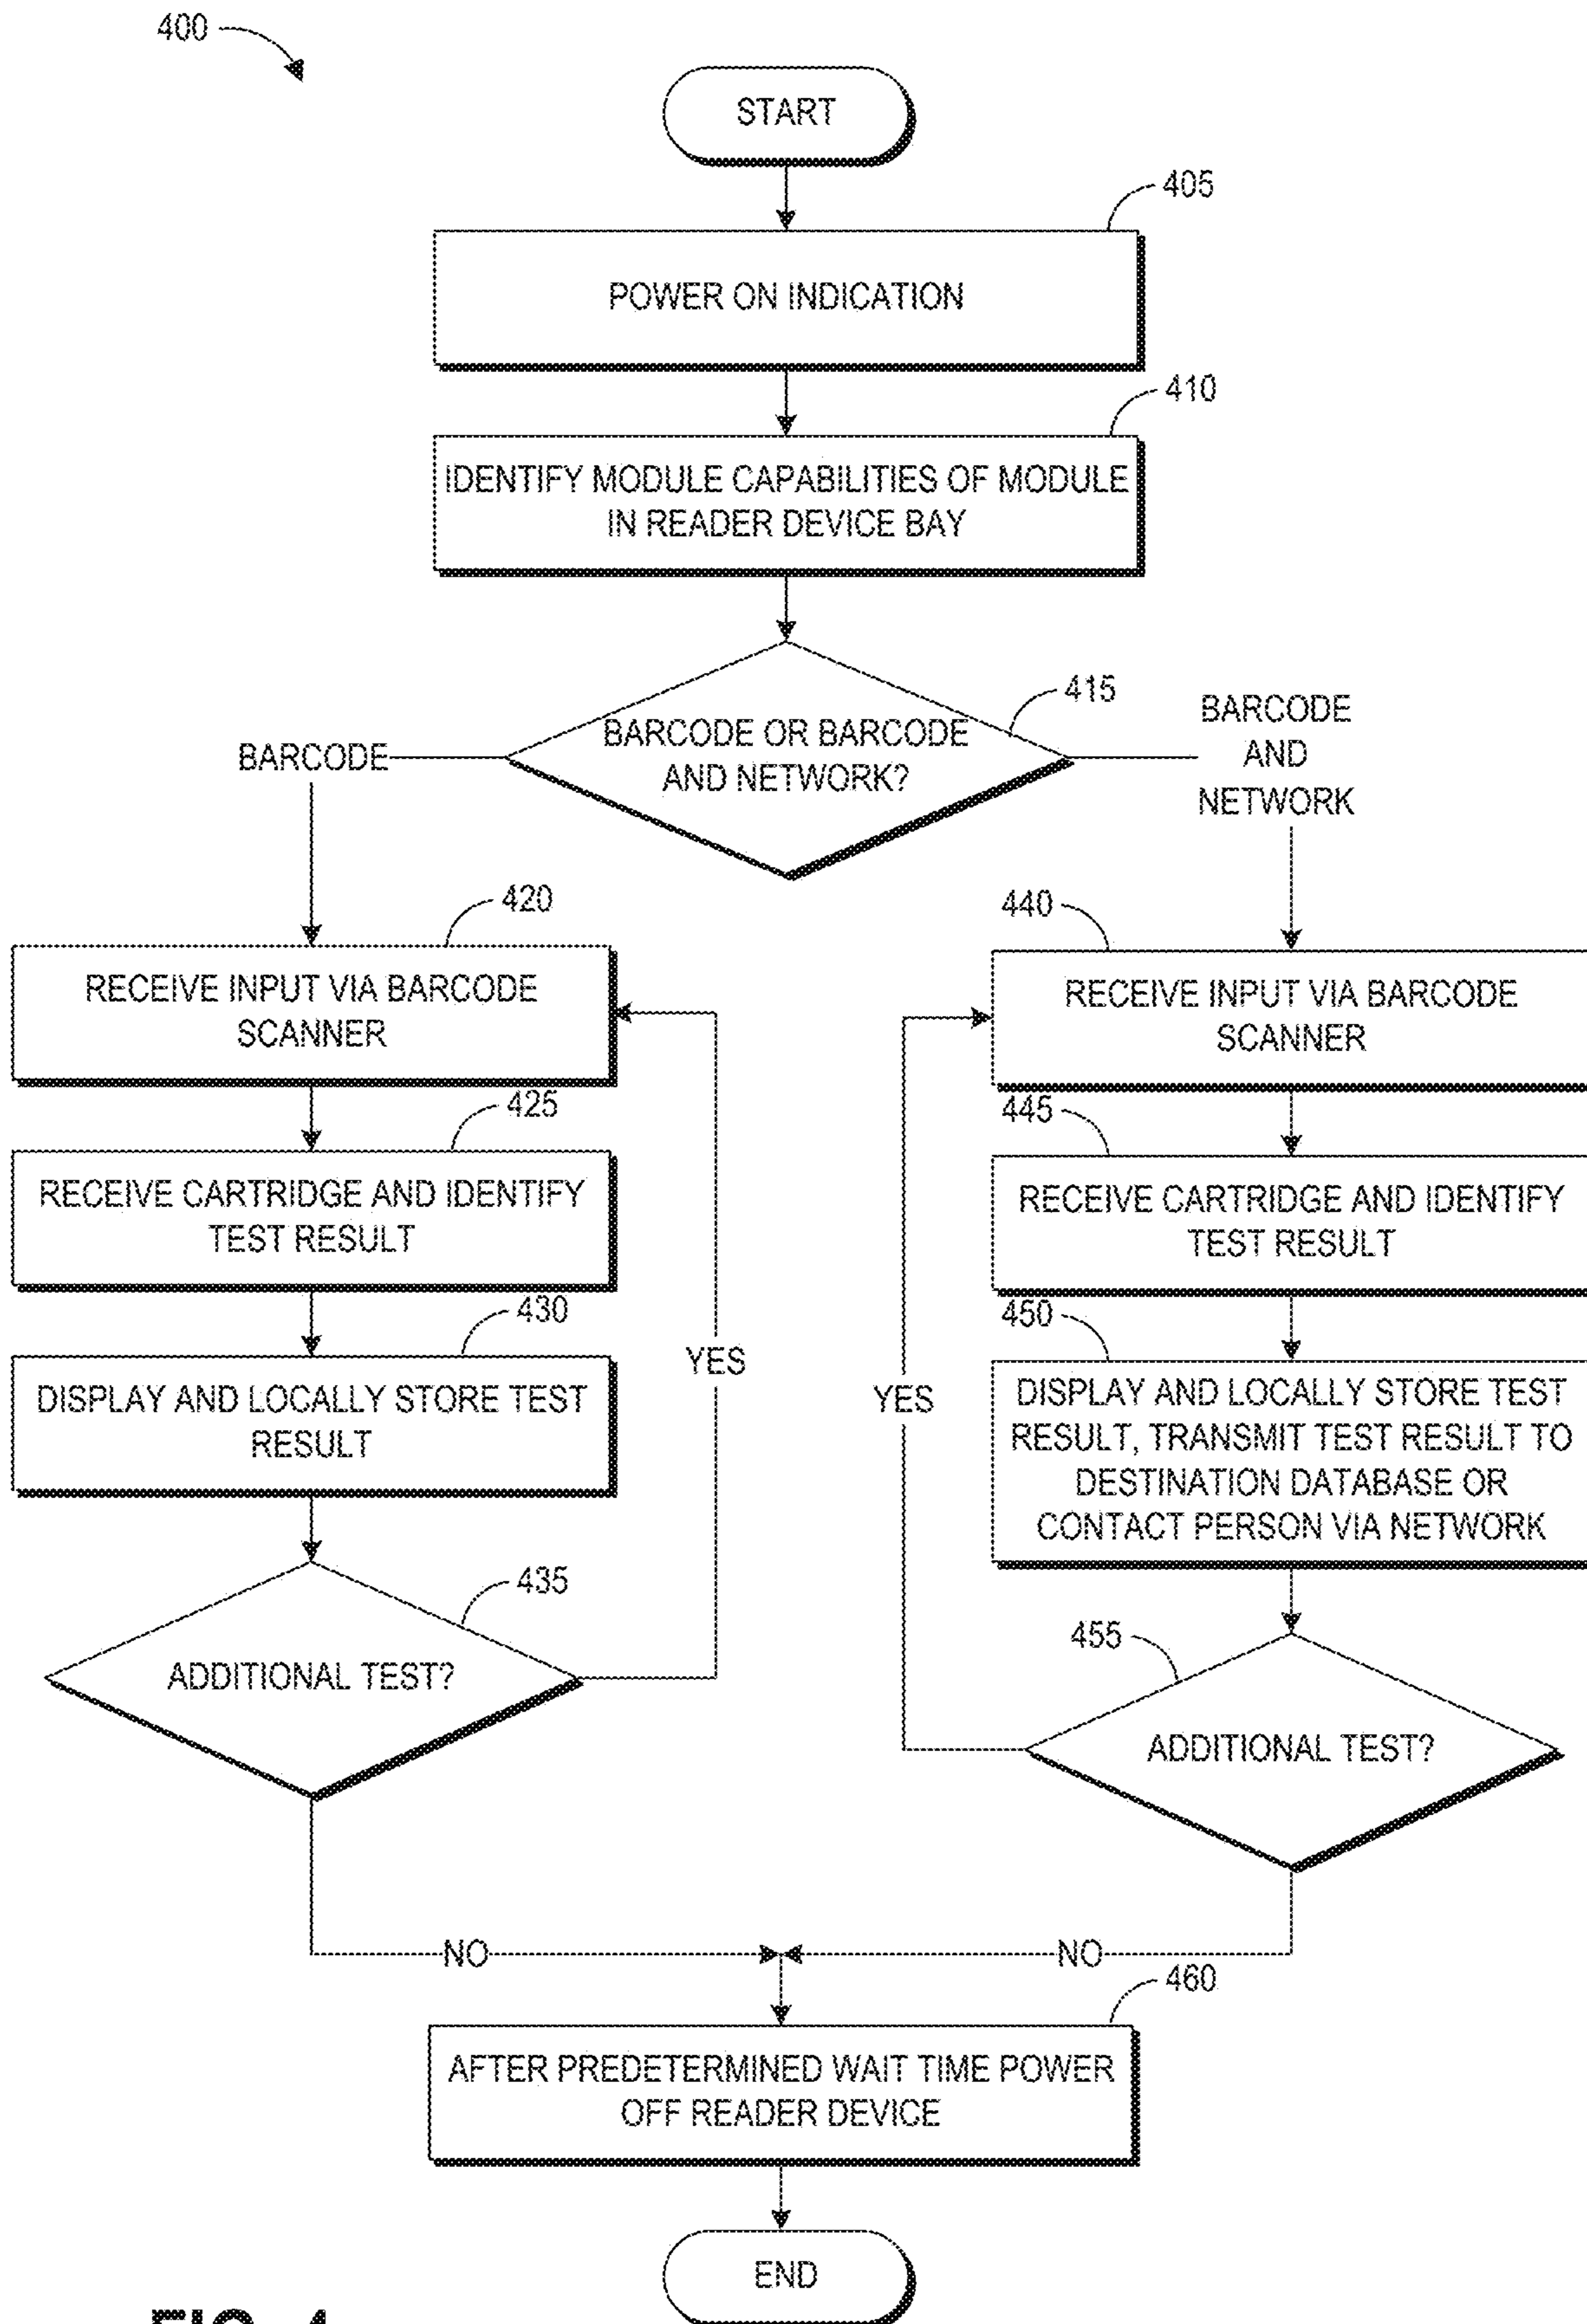 400
START
405
POWER ON INDICATION
410
IDENTIFY MODULE CAPABILITIES OF MODULE
IN READER DEVICE BAY
415
BARCODE OR BARCODE
AND NETWORK?
BARCODE
BARCODE
AND
NETWORK
420
RECEIVE INPUT VIA BARCODE
SCANNER
425
RECEIVE CARTRIDGE AND IDENTIFY
TEST RESULT
430
DISPLAY AND LOCALLY STORE TEST
RESULT
435
ADDITIONAL TEST?
YES
NO
440
RECEIVE INPUT VIA BARCODE
SCANNER
445
RECEIVE CARTRIDGE AND IDENTIFY
TEST RESULT
450
DISPLAY AND LOCALLY STORE TEST
RESULT, TRANSMIT TEST RESULT TO
DESTINATION DATABASE OR
CONTACT PERSON VIA NETWORK
455
ADDITIONAL TEST?
YES
NO
460
AFTER PREDETERMINED WAIT TIME POWER
OFF READER DEVICE
END
FIG. 4